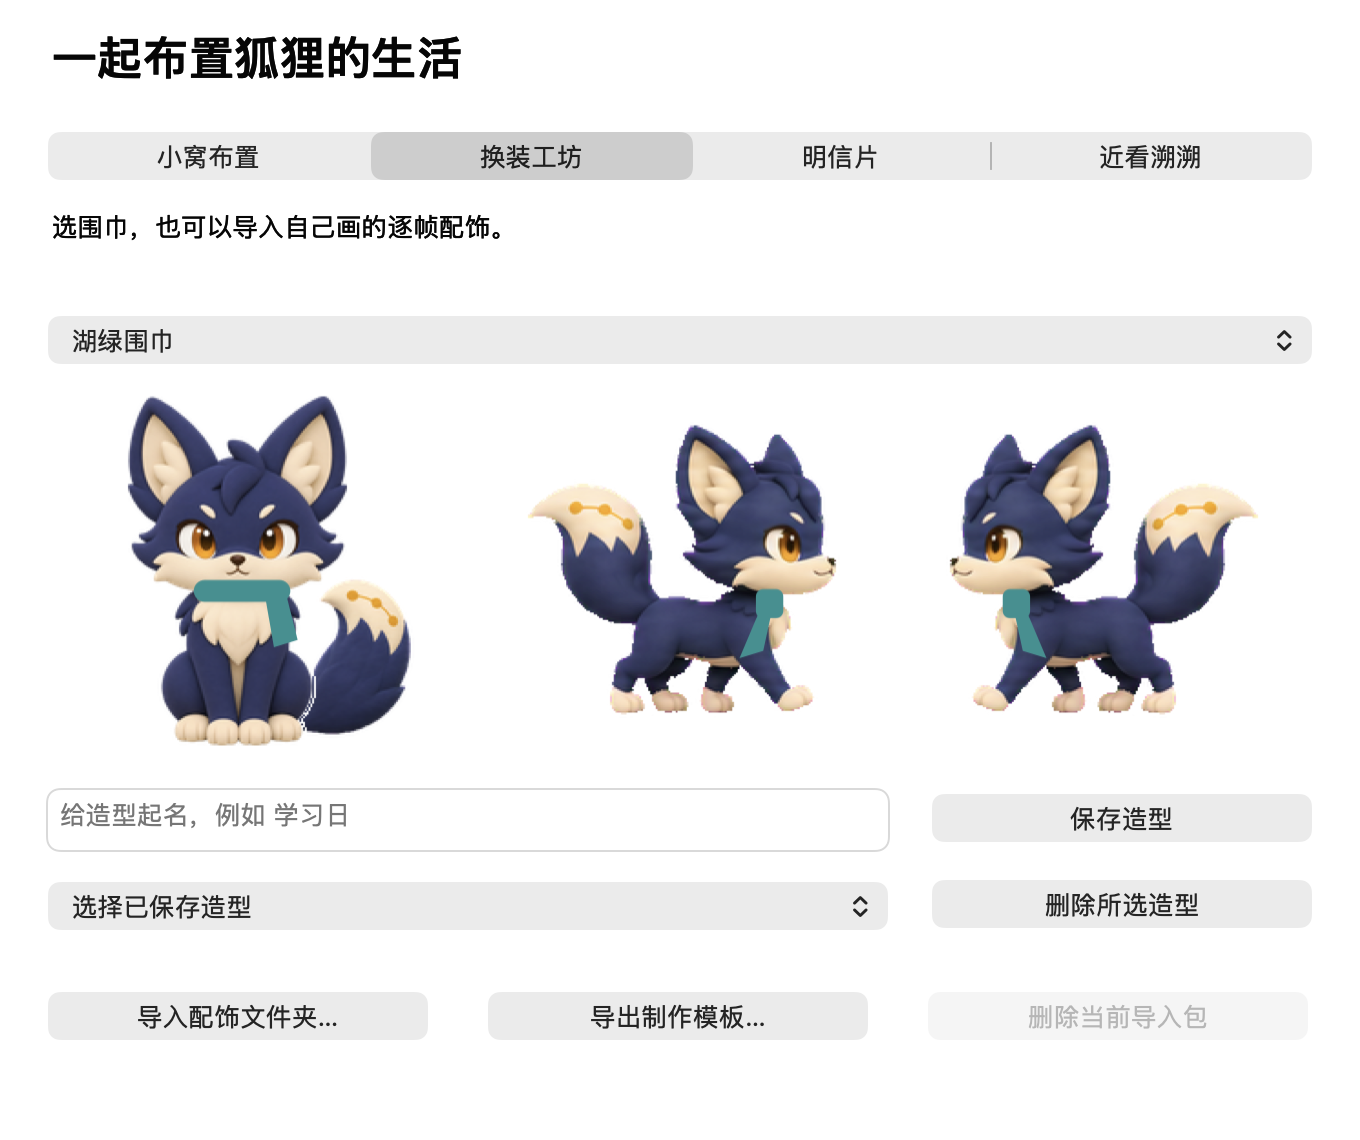 一起布置狐狸的生活
小窝布置
换装工坊
明信片
近看溯溯
选围巾，也可以导入自己画的逐帧配饰。
湖绿围巾
给造型起名，例如 学习日
保存造型
选择已保存造型
删除所选造型
导入配饰文件夹...
导出制作模板...
删除当前导入包